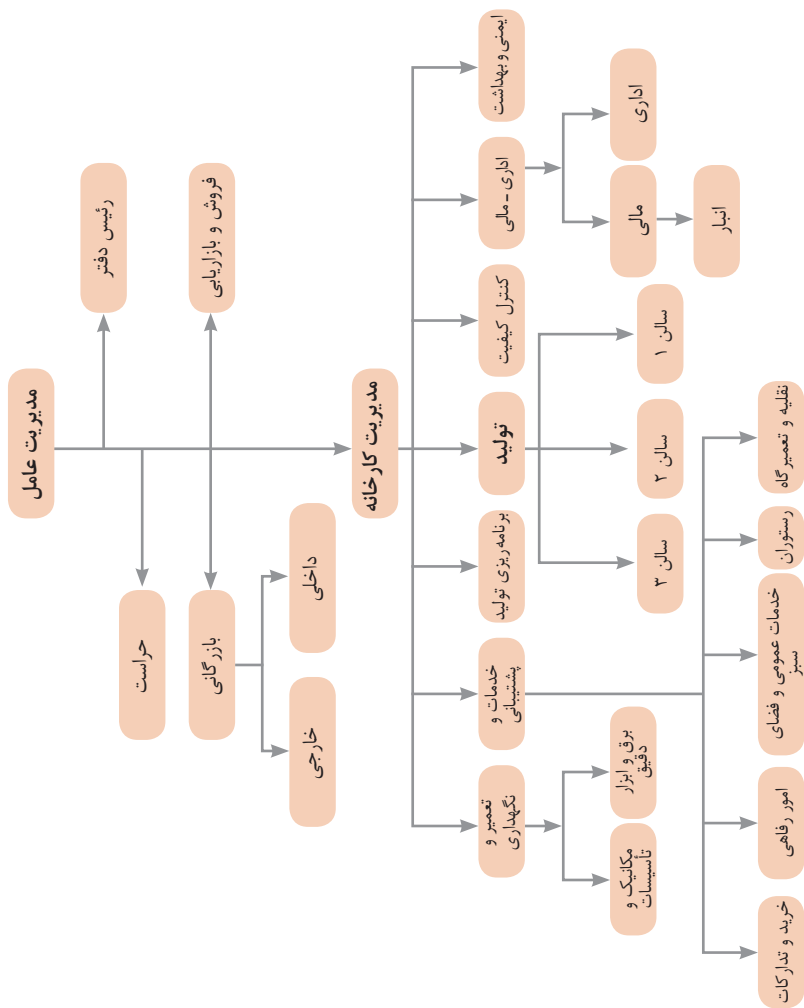 مدیریت عامل
رئیس دفتر
حراست
فروش و بازاریابی
بازرگانی
داخلی
خارجی
مدیریت کارخانه
ایمنی و بهداشت
اداری ـ مالی
کنترل کیفیت
تولید
برنامه ریزی تولید
خدمات و
پشتیبانی
تعمیر و
نگهداری
اداری
مالی
انبار
سالن ۱
سالن ۲
سالن ۳
برق و ابزار
دقیق
مکانیک و
تأسیسات
نقلیه و تعمیرگاه
رستوران
خدمات عمومی و فضای
سبز
امور رفاهی
خرید و تدارکات